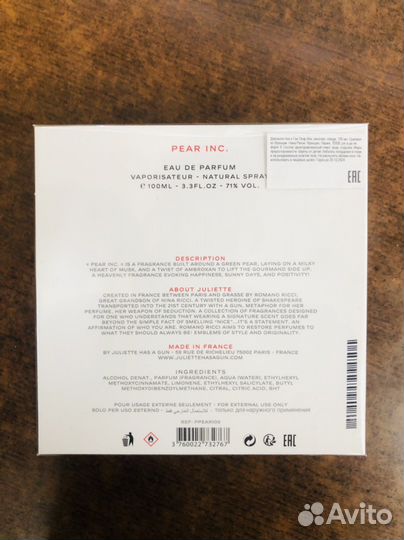 PEAR INC.
EAU DE PARFUM
VAPORISATEUR - NATURAL SPRAY
℮ 100ML - 3.3FL.OZ - 71% VOL.
EAC
DESCRIPTION
« PEAR INC. » IS A FRAGRANCE BUILT AROUND A GREEN PEAR, LAYING ON A MILKY
HEART OF MUSK, AND A TWIST OF AMBROXAN TO LIFT THE GOURMAND SIDE UP.
A HEAVENLY FRAGRANCE EVOKING HAPPINESS, SUNNY DAYS, AND POSITIVITY!
ABOUT JULIETTE
CREATED IN FRANCE BETWEEN PARIS AND GRASSE BY ROMANO RICCI,
GREAT GRANDSON OF NINA RICCI. A TWISTED HEROINE OF SHAKESPEARE
TRANSPORTED INTO THE 21ST CENTURY WITH A GUN, METAPHOR FOR HER
PERFUME, HER WEAPON OF SEDUCTION. A COLLECTION OF FRAGRANCES DESIGNED
FOR ONE WHO UNDERSTANDS THAT WEARING A SIGNATURE SCENT GOES FAR
BEYOND THE SIMPLE FACT OF SMELLING "NICE"...IT'S A STATEMENT. AN
AFFIRMATION OF WHO YOU ARE. ROMANO RICCI AIMS TO RESTORE PERFUMES TO
WHAT THEY SHOULD ALWAYS BE: EMBLEMS OF STYLE AND ORIGINALITY.
MADE IN FRANCE
BY JULIETTE HAS A GUN - 59 RUE DE RICHELIEU 75002 PARIS - FRANCE
WWW.JULIETTEHASAGUN.COM
INGREDIENTS
ALCOHOL DENAT., PARFUM (FRAGRANCE), AQUA (WATER), ETHYLHEXYL
METHOXYCINNAMATE, LIMONENE, ETHYLHEXYL SALICYLATE, BUTYL
METHOXYDIBENZOYLMETHANE, CITRAL, CITRIC ACID, BHT
POUR USAGE EXTERNE SEULEMENT - FOR EXTERNAL USE ONLY
SOLO PER USO ESTERNO - للاستعمال الخارجي فقط - только для наружного применения
REF: PPEAR100
3 760022 732767
EAC
Avito